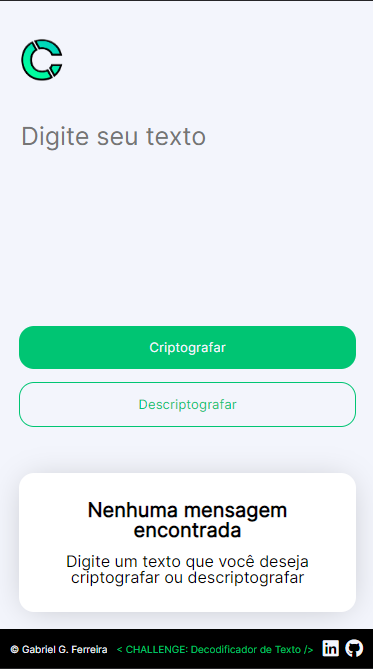 Digite seu texto
Criptografar
Descriptografar
Nenhuma mensagem
encontrada
Digite um texto que você deseja
criptografar ou descriptografar
© Gabriel G. Ferreira < CHALLENGE: Decodificador de Texto /> in